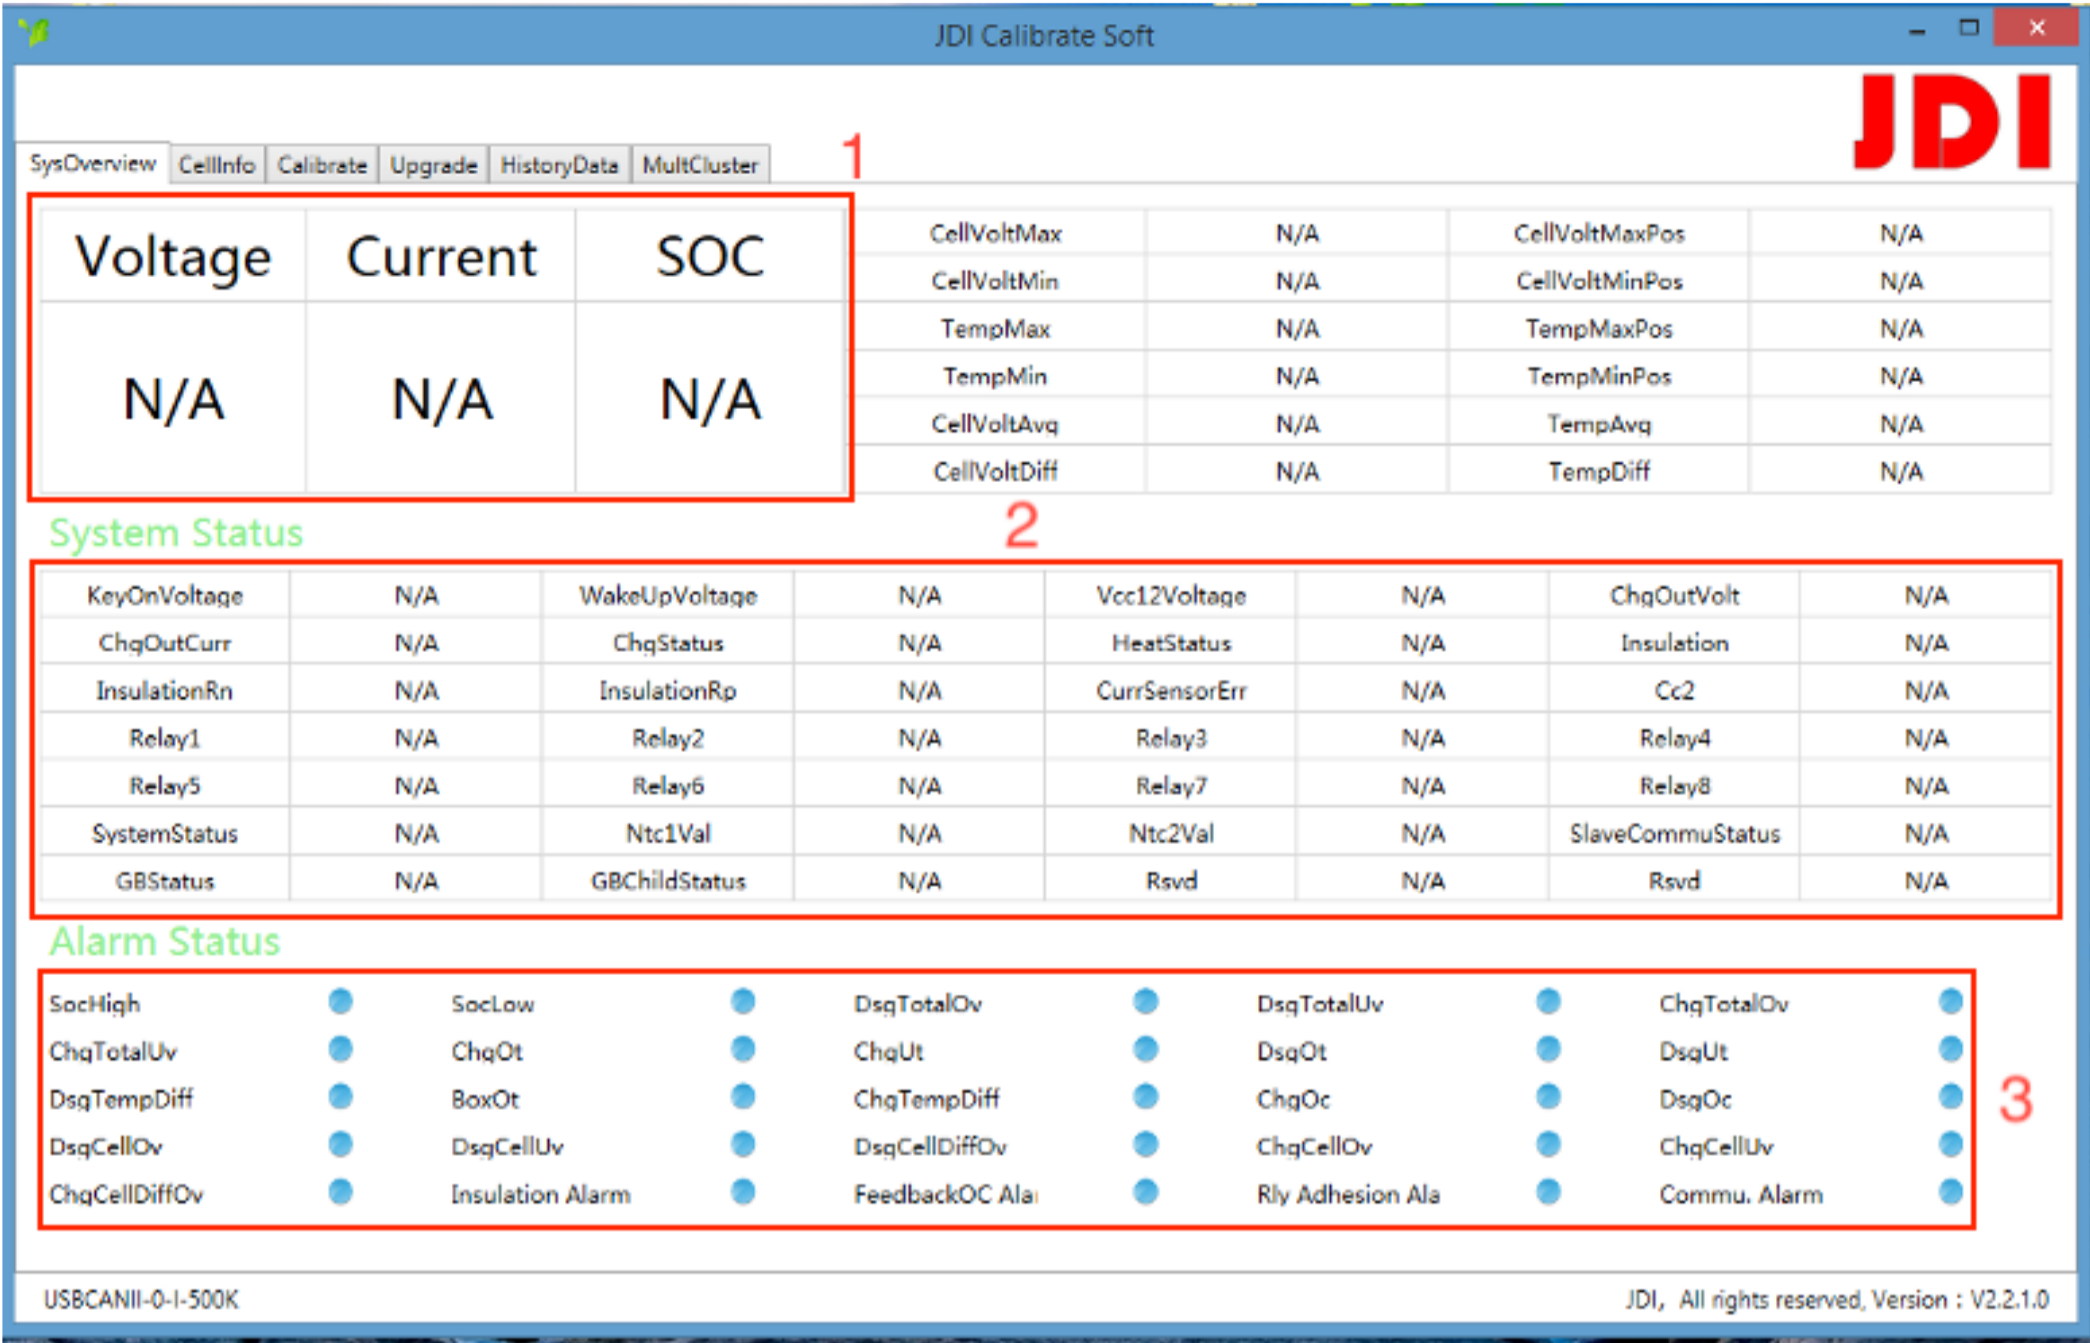 JDI Calibrate Soft
JDI
SysOverview CellInfo Calibrate Upgrade HistoryData MultCluster 1
Voltage Current SOC
N/A N/A N/A
CellVoltMax N/A CellVoltMaxPos N/A
CellVoltMin N/A CellVoltMinPos N/A
TempMax N/A TempMaxPos N/A
TempMin N/A TempMinPos N/A
CellVoltAvg N/A TempAvg N/A
CellVoltDiff N/A TempDiff N/A
System Status 2
KeyOnVoltage N/A WakeUpVoltage N/A Vcc12Voltage N/A ChgOutVolt N/A
ChgOutCurr N/A ChgStatus N/A HeatStatus N/A Insulation N/A
InsulationRn N/A InsulationRp N/A CurrSensorErr N/A Cc2 N/A
Relay1 N/A Relay2 N/A Relay3 N/A Relay4 N/A
Relay5 N/A Relay6 N/A Relay7 N/A Relay8 N/A
SystemStatus N/A Ntc1Val N/A Ntc2Val N/A SlaveCommuStatus N/A
GBStatus N/A GBChildStatus N/A Rsvd N/A Rsvd N/A
Alarm Status
SocHigh SocLow DsgTotalOv DsgTotalUv ChgTotalOv
ChgTotalUv ChgOt ChgUt DsgOt DsgUt
DsgTempDiff BoxOt ChgTempDiff ChgOc DsgOc 3
DsgCellOv DsgCellUv DsgCellDiffOv ChgCellOv ChgCellUv
ChgCellDiffOv Insulation Alarm FeedbackOC Alar Rly Adhesion Ala Commu. Alarm
USBCANII-0-I-500K JDI, All rights reserved, Version : V2.2.1.0